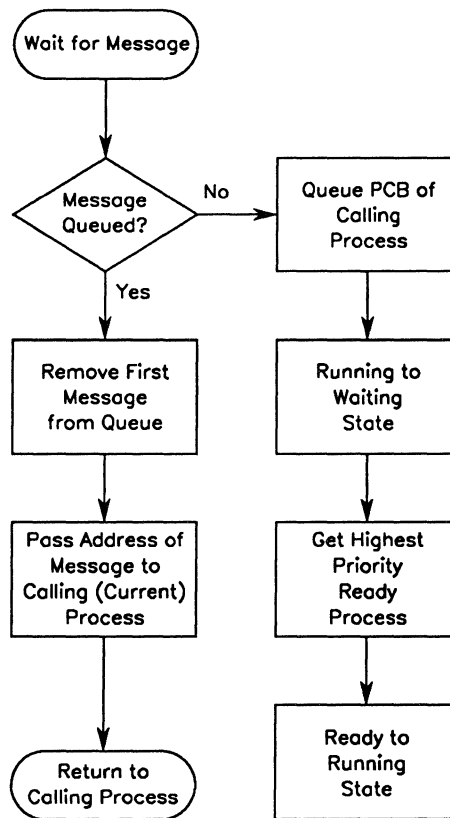 Wait for Message
Message
Queued?
No
Yes
Queue PCB of
Calling
Process
Remove First
Message
from Queue
Running to
Waiting
State
Pass Address of
Message to
Calling (Current)
Process
Get Highest
Priority
Ready
Process
Return to
Calling Process
Ready to
Running
State